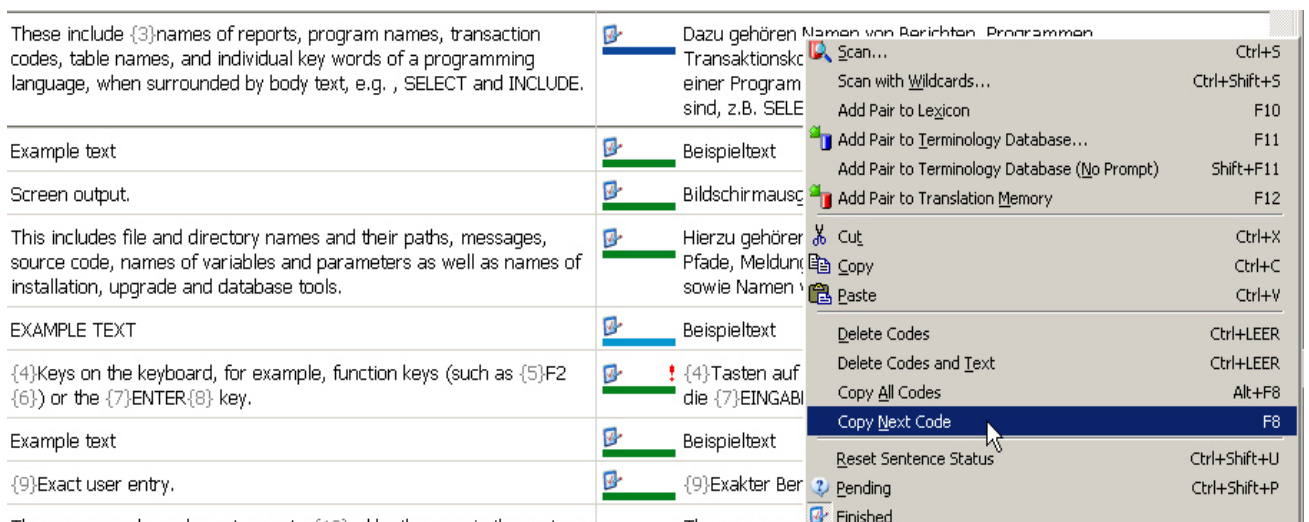 These include {3}names of reports, program names, transaction
codes, table names, and individual key words of a programming
language, when surrounded by body text, e.g. , SELECT and INCLUDE.
Dazu gehören Namen von Berichten, Programmen,
einer Program
sind, z.B. SELE
Example text
Beispieltext
Screen output.
This includes file and directory names and their paths, messages,
source code, names of variables and parameters as well as names of
installation, upgrade and database tools.
Hierzu gehörer
sowie Namen
EXAMPLE TEXT
Beispieltext
{4}Keys on the keyboard, for example, function keys (such as {5}F2
{6}) or the {7}ENTER{8} key.
! {4}Tasten auf
die {7}EINGAB
Example text
Beispieltext
{9}Exact user entry.
{9}Exakter Ber
Scan... Ctrl+S
Scan with Wildcards... Ctrl+Shift+S
Add Pair to Lexicon F10
Add Pair to Terminology Database... F11
Add Pair to Terminology Database (No Prompt) Shift+F11
Add Pair to Translation Memory F12
Cut Ctrl+X
Copy Ctrl+C
Paste Ctrl+V
Delete Codes Ctrl+LEER
Delete Codes and Text Ctrl+LEER
Copy All Codes Alt+F8
Copy Next Code F8
Reset Sentence Status Ctrl+Shift+U
Pending Ctrl+Shift+P
Finished